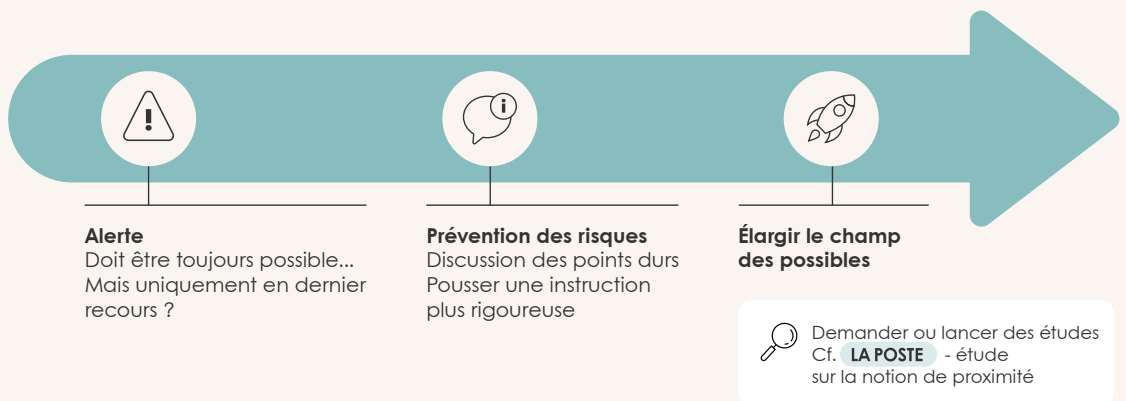 Alerte
Doit être toujours possible...
Mais uniquement en dernier
recours ?
Prévention des risques
Discussion des points durs
Pousser une instruction
plus rigoureuse
Élargir le champ
des possibles
Demander ou lancer des études
Cf. LA POSTE - étude
sur la notion de proximité